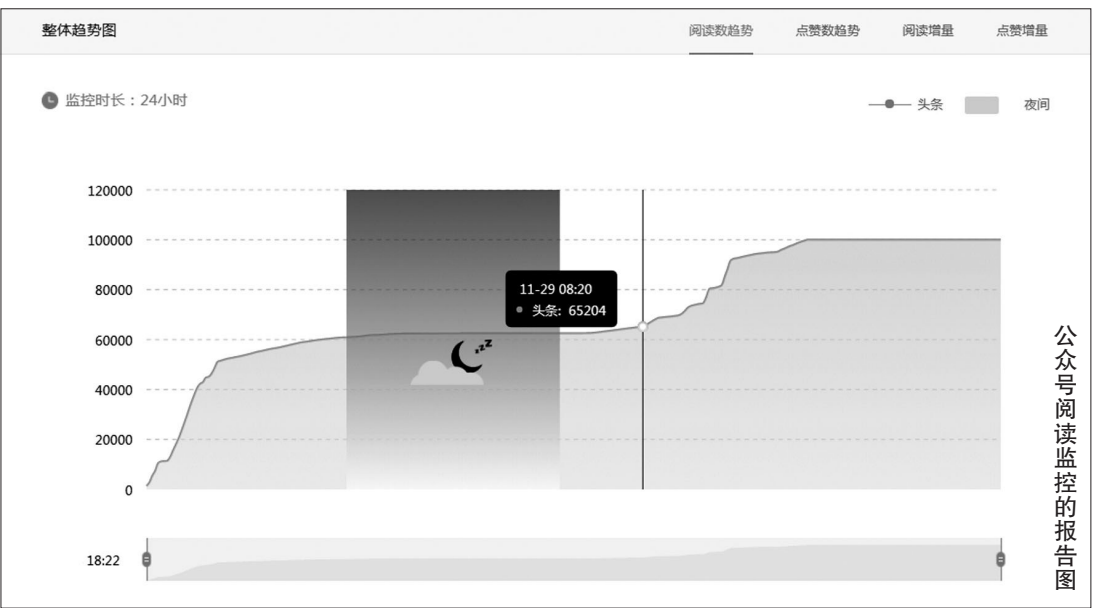 整体趋势图
阅读数趋势 点赞数趋势 阅读增量 点赞增量
监控时长：24小时
头条 夜间
120000
100000
80000
60000
40000
20000
0
11-29 08:20
头条: 65204
zzZ
18:22
公众号阅读监控的报告图